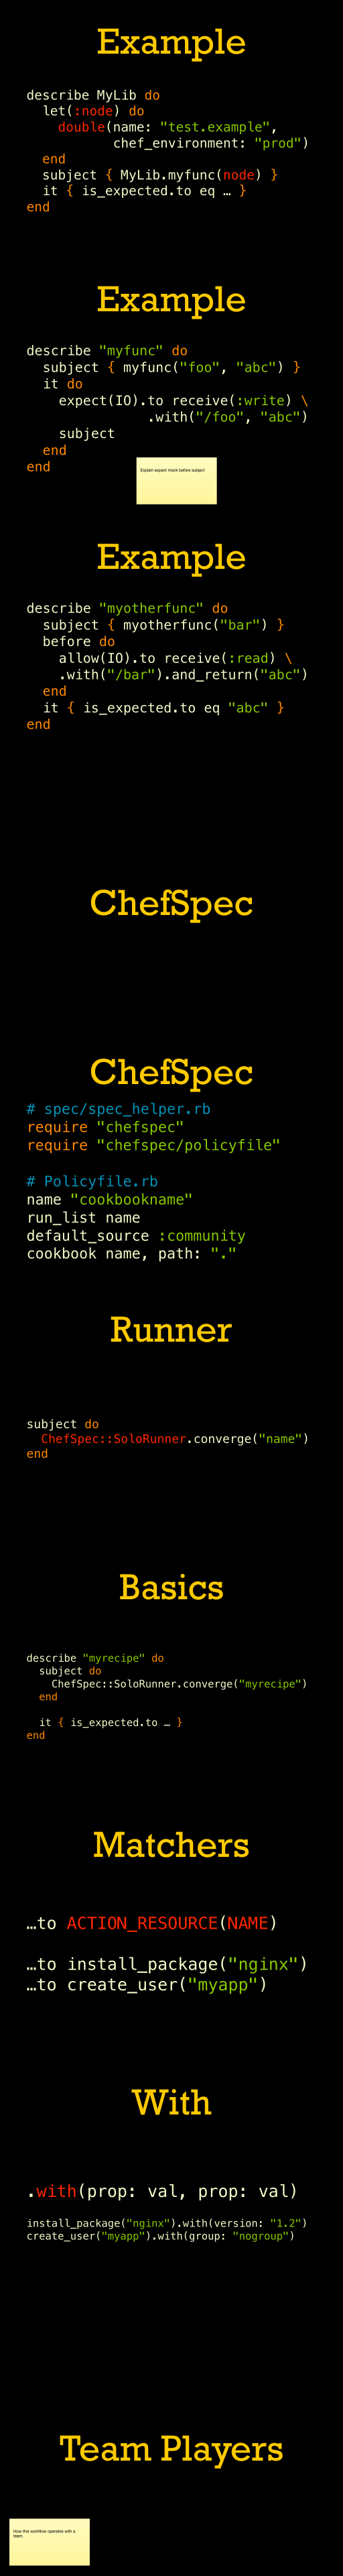 Example
describe MyLib do
  let(:node) do
    double(name: "test.example",
           chef_environment: "prod")
  end
  subject { MyLib.myfunc(node) }
  it { is_expected.to eq … }
end
Example
describe "myfunc" do
  subject { myfunc("foo", "abc") }
  it do
    expect(IO).to receive(:write) \
               .with("/foo", "abc")
    subject
  end
end
Explain expect mock before subject
Example
describe "myotherfunc" do
  subject { myotherfunc("bar") }
  before do
    allow(IO).to receive(:read) \
    .with("/bar").and_return("abc")
  end
  it { is_expected.to eq "abc" }
end
ChefSpec
ChefSpec
# spec/spec_helper.rb
require "chefspec"
require "chefspec/policyfile"
# Policyfile.rb
name "cookbookname"
run_list name
default_source :community
cookbook name, path: "."
Runner
subject do
  ChefSpec::SoloRunner.converge("name")
end
Basics
describe "myrecipe" do
  subject do
    ChefSpec::SoloRunner.converge("myrecipe")
  end
  it { is_expected.to … }
end
Matchers
…to ACTION_RESOURCE(NAME)
…to install_package("nginx")
…to create_user("myapp")
With
.with(prop: val, prop: val)
install_package("nginx").with(version: "1.2")
create_user("myapp").with(group: "nogroup")
Team Players
How this workflow operates with a
team.